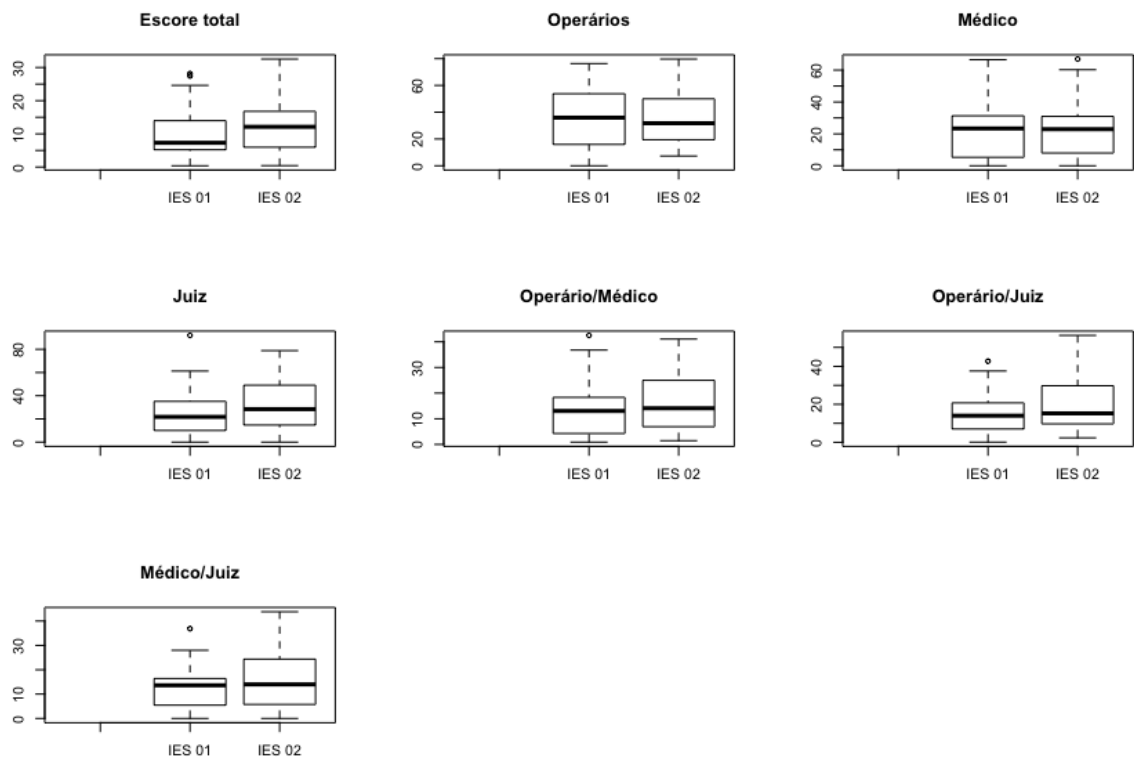 Escore total
0 10 20 30
IES 01 IES 02
Operários
0 20 60
IES 01 IES 02
Médico
0 20 40 60
IES 01 IES 02
Juiz
0 40 80
IES 01 IES 02
Operário/Médico
0 10 30
IES 01 IES 02
Operário/Juiz
0 20 40
IES 01 IES 02
Médico/Juiz
0 10 30
IES 01 IES 02